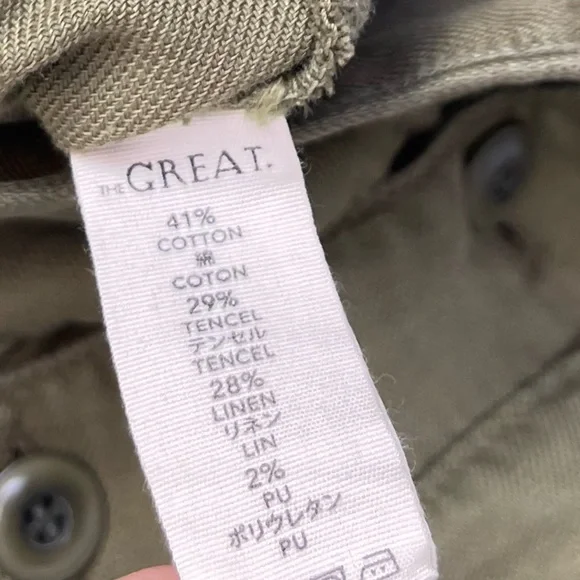 THE GREAT.
41%
COTTON
綿
COTON
29%
TENCEL
テンセル
TENCEL
28%
LINEN
リネン
LIN
2%
PU
ポリウレタン
PU